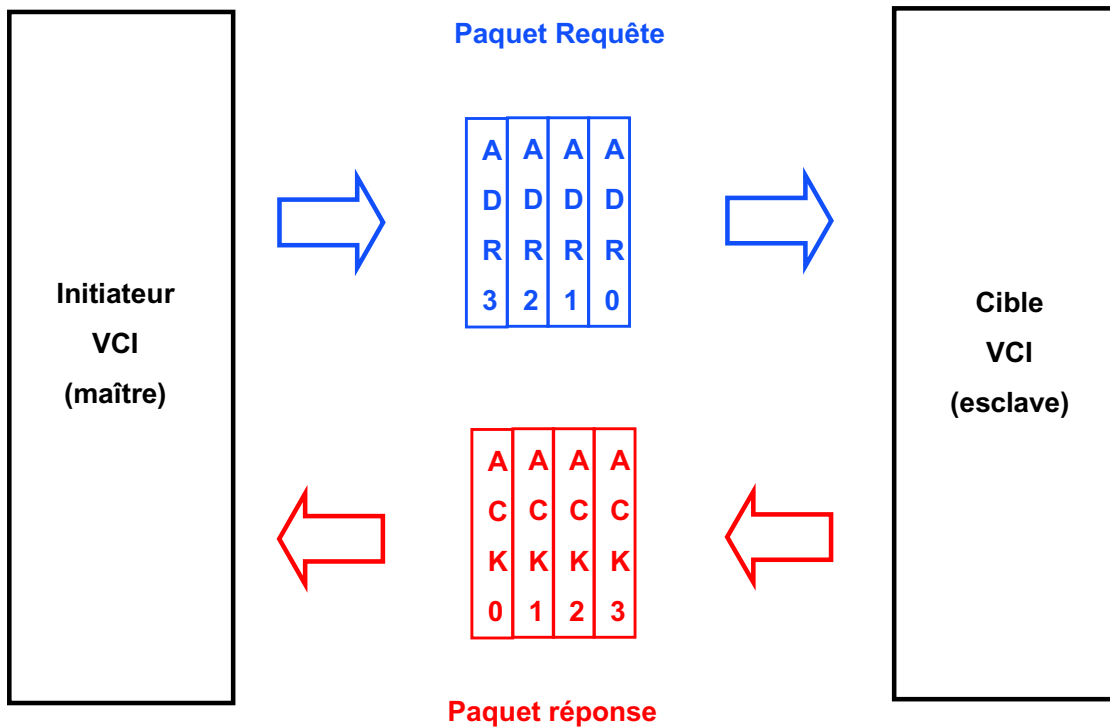 Paquet Requête
A A A A
D D D D
R R R R
3 2 1 0
Initiateur
VCI
(maître)
Cible
VCI
(esclave)
A A A A
C C C C
K K K K
0 1 2 3
Paquet réponse